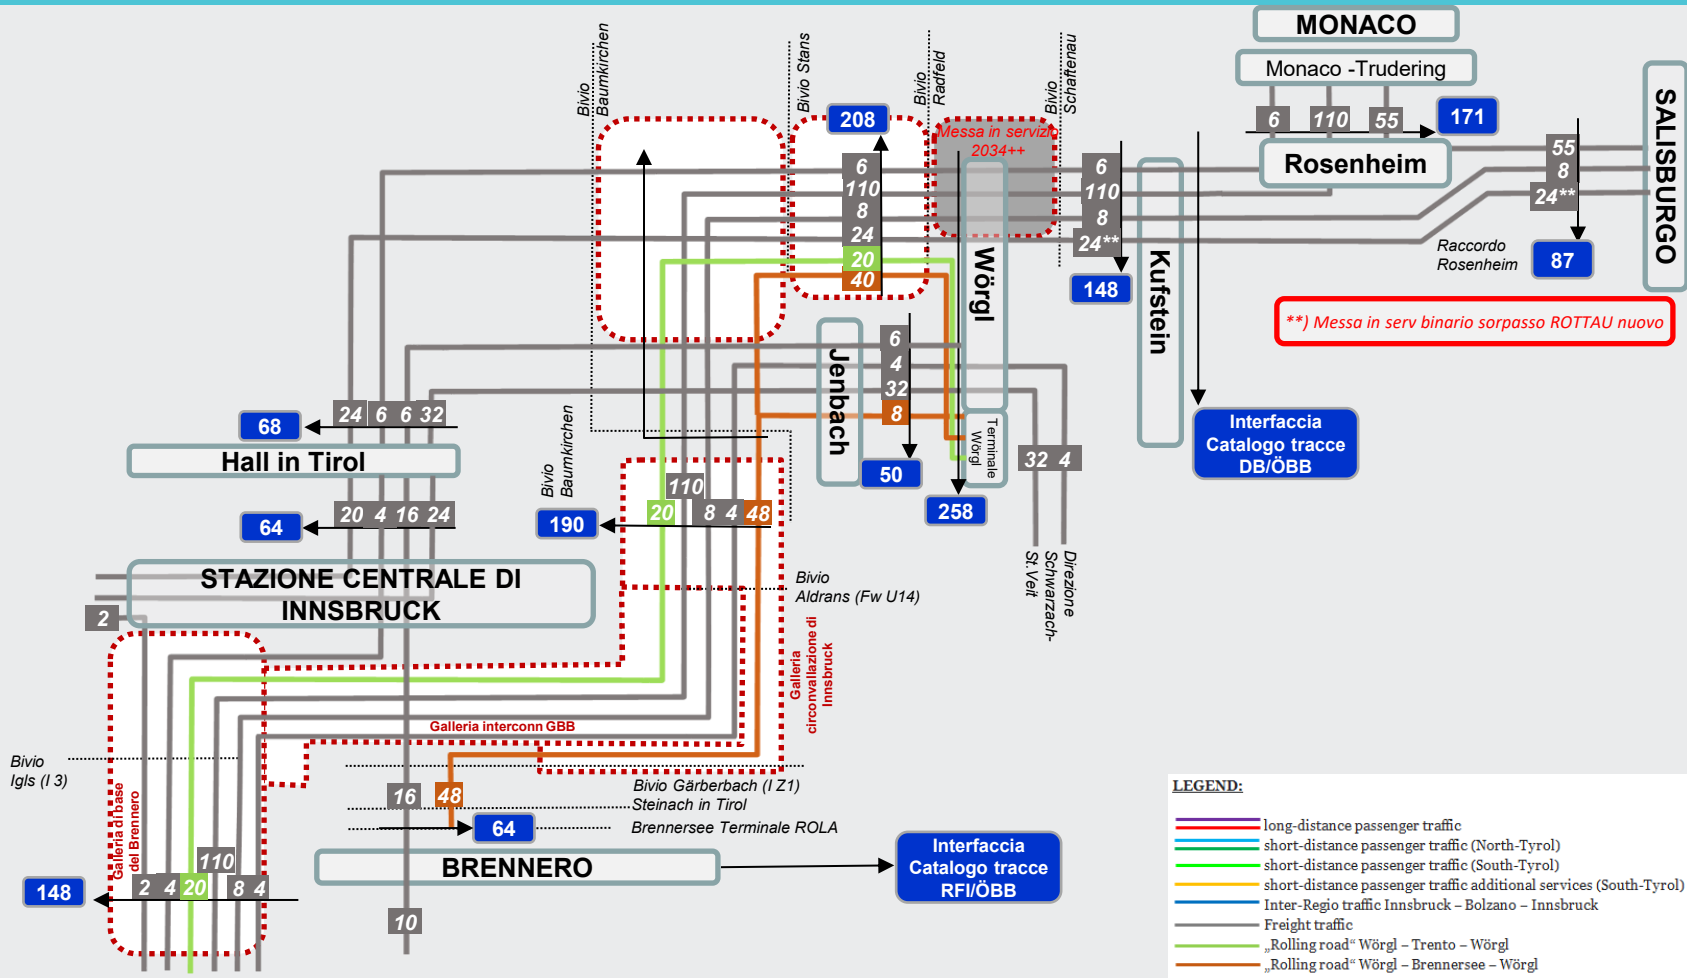 MONACO
Monaco -Trudering
6
110
55
171
Rosenheim
SALISBURGO
55
8
24**
Raccordo
Rosenheim
87
**) Messa in serv binario sorpasso ROTTAU nuovo
Bivio
Baumkirchen
Bivio Stans
Bivio
Radfeld
Bivio
Schaftenau
208
Messa in servizio
2034++
6
110
8
24
20
40
6
110
8
24**
148
Wörgl
Kufstein
Jenbach
6
4
32
8
50
Terminale
Wörgl
258
32
4
Direzione
Schwarzach-
St.Veit
Interfaccia
Catalogo tracce
DB/ÖBB
24
6
6
32
68
Hall in Tirol
20
4
16
24
64
Bivio
Baumkirchen
190
20
110
8
4
48
STAZIONE CENTRALE DI
INNSBRUCK
2
Bivio
Aldrans (Fw U14)
Galleria
circonvallazione di
Innsbruck
Galleria interconn GBB
Bivio
Igls (I 3)
Galleria di base
del Brennero
16
48
Bivio Gärberbach (I Z1)
Steinach in Tirol
64
Brennersee Terminale ROLA
BRENNERO
Interfaccia
Catalogo tracce
RFI/ÖBB
148
2
4
20
110
8
4
10
LEGEND:
long-distance passenger traffic
short-distance passenger traffic (North-Tyrol)
short-distance passenger traffic (South-Tyrol)
short-distance passenger traffic additional services (South-Tyrol)
Inter-Regio traffic Innsbruck – Bolzano – Innsbruck
Freight traffic
„Rolling road“ Wörgl – Trento – Wörgl
„Rolling road“ Wörgl – Brennersee – Wörgl